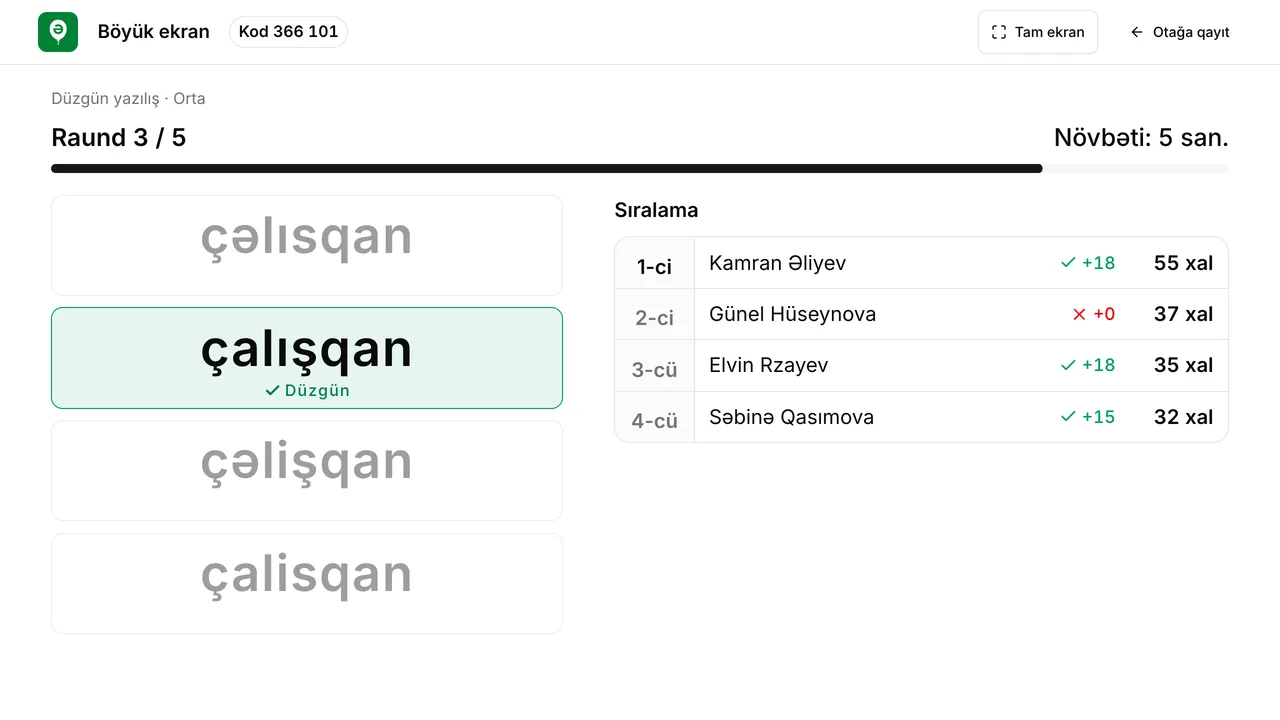 Böyük ekran
Kod 366 101
Tam ekran
Otağa qayıt
Düzgün yazılış · Orta
Raund 3 / 5
Növbəti: 5 san.
çəlısqan
çalışqan
Düzgün
çəlişqan
çalisqan
Sıralama
1-ci Kamran Əliyev +18 55 xal
2-ci Günel Hüseynova +0 37 xal
3-cü Elvin Rzayev +18 35 xal
4-cü Səbinə Qasımova +15 32 xal